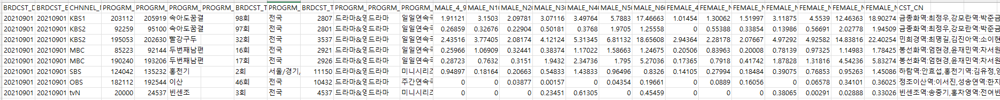 BRDCST_D BRDCST_E CHNNEL_N PROGRM_ PROGRM_ PROGRM_ PROGRM_ BRDCST_T PROGRM_ BRDCST_T PROGRM_ PROGRM_ PROGRM_ MALE_4_9 MALE_N10 MALE_N20 MALE_N30 MALE_N40 MALE_N50 MALE_N60 FEMALE_4 FEMALE_N FEMALE_N FEMALE_N FEMALE_N FEMALE_N FEMALE_N CST_CN
20210901 20210901 KBS1 203112 205919 속아도꿈결 98회 전국 2807 드라마&영 드라마 일일연속극 1.91121 3.1503 2.09781 3.07116 3.49764 5.7883 17.46663 1.01454 1.30062 1.51997 3.11875 4.5539 12.46363 18.90274 금종화역:최정우,강모란역:박준금
20210901 20210901 KBS2 92259 95100 속아도꿈결 97회 전국 2801 드라마&영 드라마 일일연속극 0.26859 0.32676 0.22904 0.50181 0.3768 1.9705 1.25558 0 0.55388 0.33854 0.13986 0.56691 2.02778 1.94509 금종화역:최정우,강모란역:박준금
20210901 20210901 KBS2 195053 202630 빨강구두 32회 전국 3537 드라마&영 드라마 일일연속극 2.43516 3.77405 2.08174 4.12124 5.31345 6.81132 18.65608 2.94364 2.28178 2.07667 4.97292 4.92582 14.83816 22.40254 민희경역:최명길,김진아역:소이현
20210901 20210901 MBC 85223 92144 두번째남편 16회 전국 2921 드라마&영 드라마 일일연속극 0.25966 1.06909 0.32441 0.38374 1.17022 1.58663 1.24675 0.20506 0.83963 0.20008 0.78139 0.97325 1.14983 1.78425 봉선화역:엄현경,윤재민역:차서원
20210901 20210901 MBC 190240 193206 두번째남편 17회 전국 2926 드라마&영 드라마 일일연속극 0.28723 0.7632 0.3151 1.9432 2.34736 1.795 5.27036 0.17365 0.7918 0.41742 1.87828 1.31816 4.54236 5.83274 봉선화역:엄현경,윤재민역:차서원
20210901 20210901 SBS 124042 135232 홍천기 2회 서울/경기, 11150 드라마&영 드라마 미니시리즈 0.94897 0.18164 0.20663 0.54833 1.43833 0.96496 0.8326 0.14105 0.27994 0.18484 0.39075 0.76853 0.95263 1.45086 하람역:안효섭,홍천기역:김유정,양
20210901 20210901 OBS 182112 192544 이산 46회 전국 10432 드라마&영 드라마 주간연속극 0 0 0.03877 0.00157 0 0.04354 0.19661 0 0.0889 0.16056 0 0.06578 0.34101 0.36025 정조이산역:이서진,성송연역:한지
20210901 20210901 tvN 20000 24537 빈센조 3회 전국 4537 드라마&영 드라마 미니시리즈 0 0 0 0.23451 0.61305 0 0.45459 0 0 0 0.38065 0.00291 0.02888 0.33026 빈센조역:송중기,홍차영역:전여빈